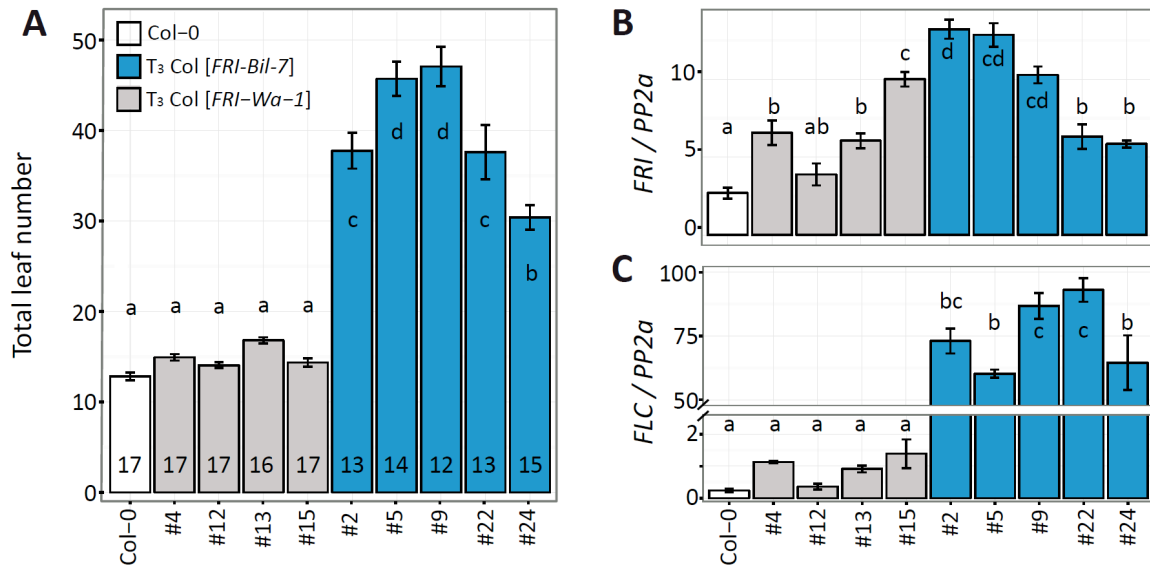 A
Total leaf number
50
40
30
20
10
0
Col−0
T₃ Col [FRI-Bil-7]
T₃ Col [FRI−Wa−1]
a a a a a c d d c b
17 17 17 16 17 13 14 12 13 15
Col−0 #4 #12 #13 #15 #2 #5 #9 #22 #24
B
FRI / PP2a
10
5
0
a b ab b c d cd cd b b
C
FLC / PP2a
100
75
50
2
1
0
a a a a a bc b c c b
Col−0 #4 #12 #13 #15 #2 #5 #9 #22 #24